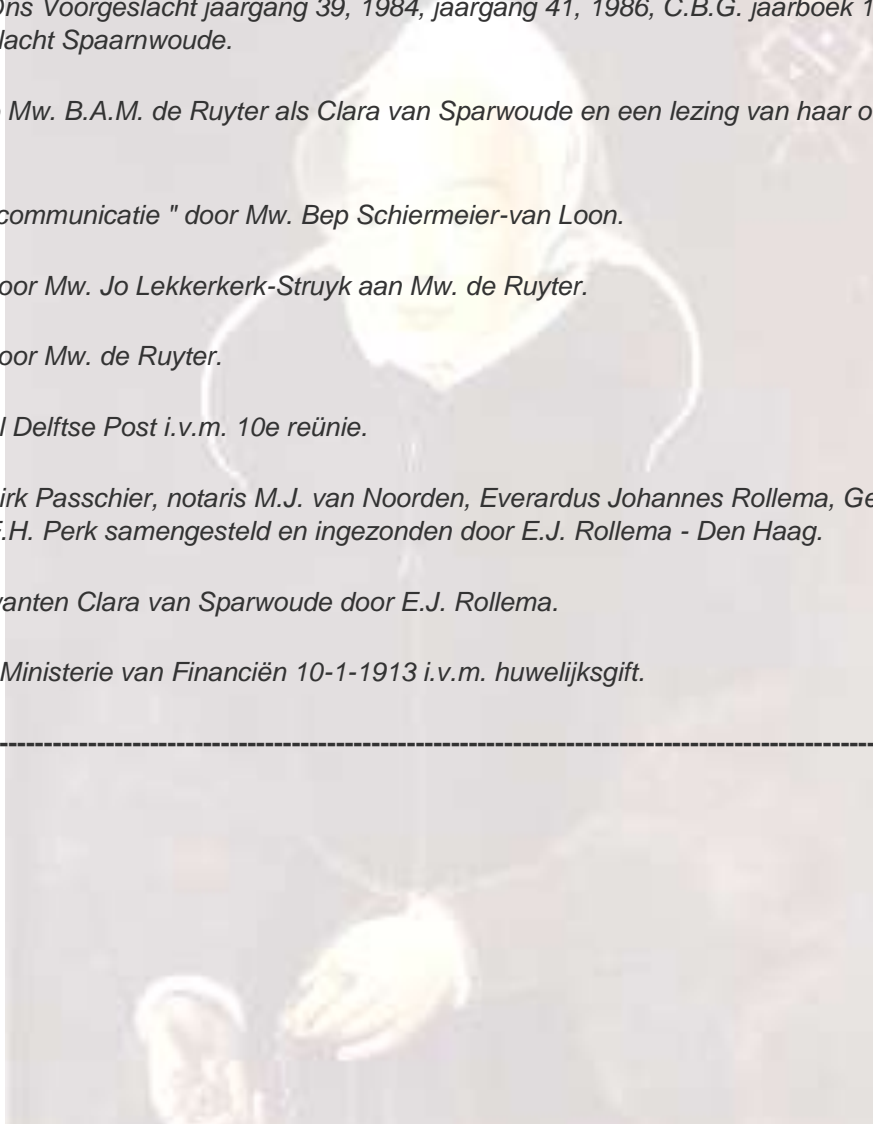 Ons Voorgeslacht jaargang 39, 1984, jaargang 41, 1986, C.B.G. jaarboek 1
lacht Spaarnwoude.
Mw. B.A.M. de Ruyter als Clara van Sparwoude en een lezing van haar o
communicatie " door Mw. Bep Schiermeier-van Loon.
oor Mw. Jo Lekkerkerk-Struyk aan Mw. de Ruyter.
oor Mw. de Ruyter.
l Delftse Post i.v.m. 10e reünie.
irk Passchier, notaris M.J. van Noorden, Everardus Johannes Rollema, Ge
.H. Perk samengesteld en ingezonden door E.J. Rollema - Den Haag.
vanten Clara van Sparwoude door E.J. Rollema.
Ministerie van Financiën 10-1-1913 i.v.m. huwelijksgift.